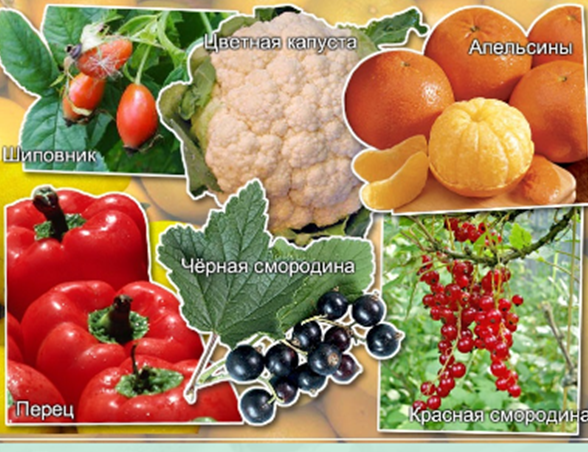 Цветная капуста
Апельсины
Шиповник
Чёрная смородина
Перец
Красная смородина